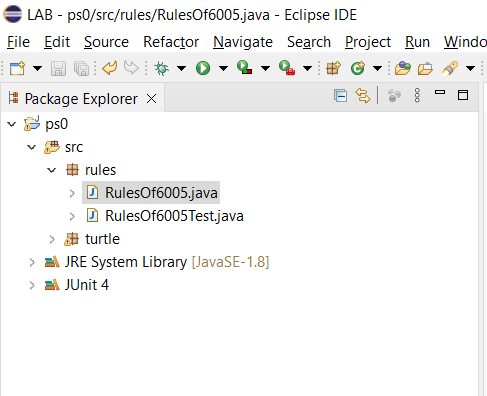 LAB - ps0/src/rules/RulesOf6005.java - Eclipse IDE
File Edit Source Refactor Navigate Search Project Run Windo
Package Explorer
ps0
src
rules
RulesOf6005.java
RulesOf6005Test.java
turtle
JRE System Library [JavaSE-1.8]
JUnit 4